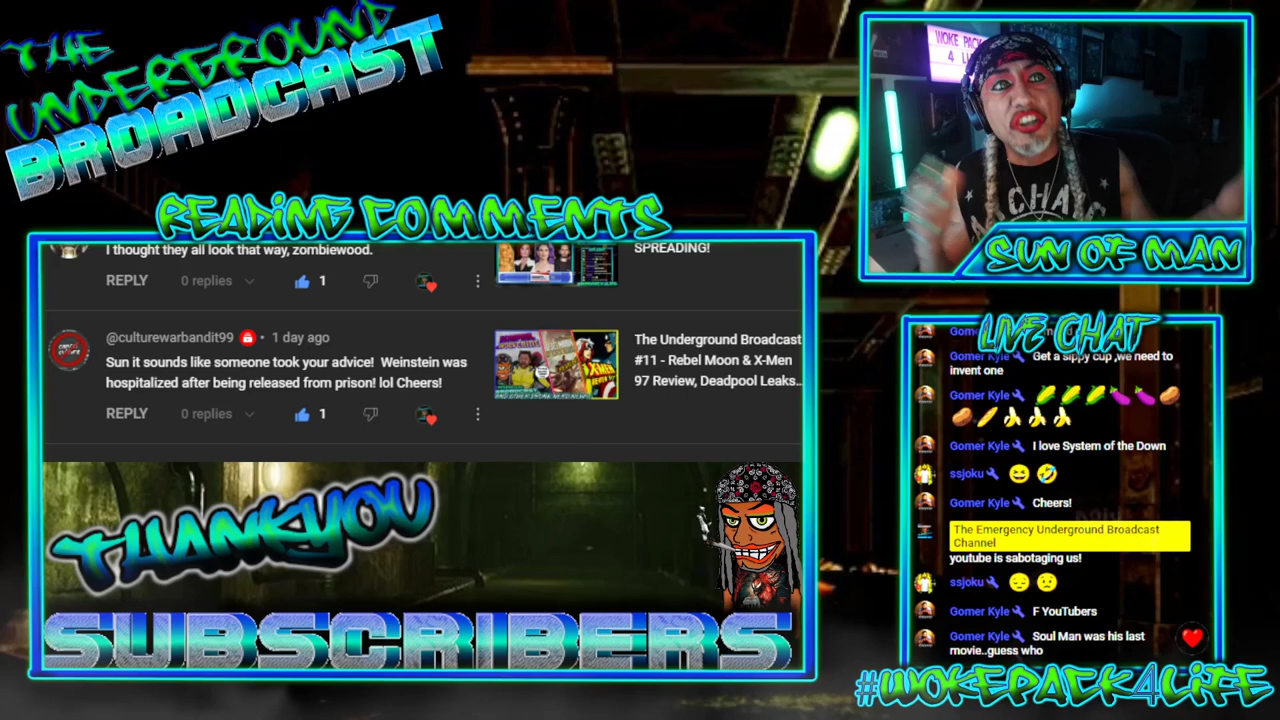 THE
UNDERGROUND
BROADCAST
READING COMMENTS
I thought they all look that way, zombiewood.
REPLY 0 replies 1
SPREADING!
@culturewarbandit99 • 1 day ago
Sun it sounds like someone took your advice! Weinstein was
hospitalized after being released from prison! lol Cheers!
REPLY 0 replies 1
The Underground Broadcast
#11 - Rebel Moon & X-Men
97 Review, Deadpool Leaks...
THANKYOU
SUBSCRIBERS
WOKE PACK
4 L
SUN OF MAN
LIVE CHAT
Gomer Kyle Get a sippy cup ,we need to
invent one
Gomer Kyle 🌽🌽🌽🍆🍆🥔
🥔🥖🍌🍌🍌
Gomer Kyle I love System of the Down
ssjoku 😆🤣
Gomer Kyle Cheers!
The Emergency Underground Broadcast
Channel
youtube is sabotaging us!
ssjoku 😔😟
Gomer Kyle F YouTubers
Gomer Kyle Soul Man was his last
movie..guess who
#WOKEPACK4LIFE